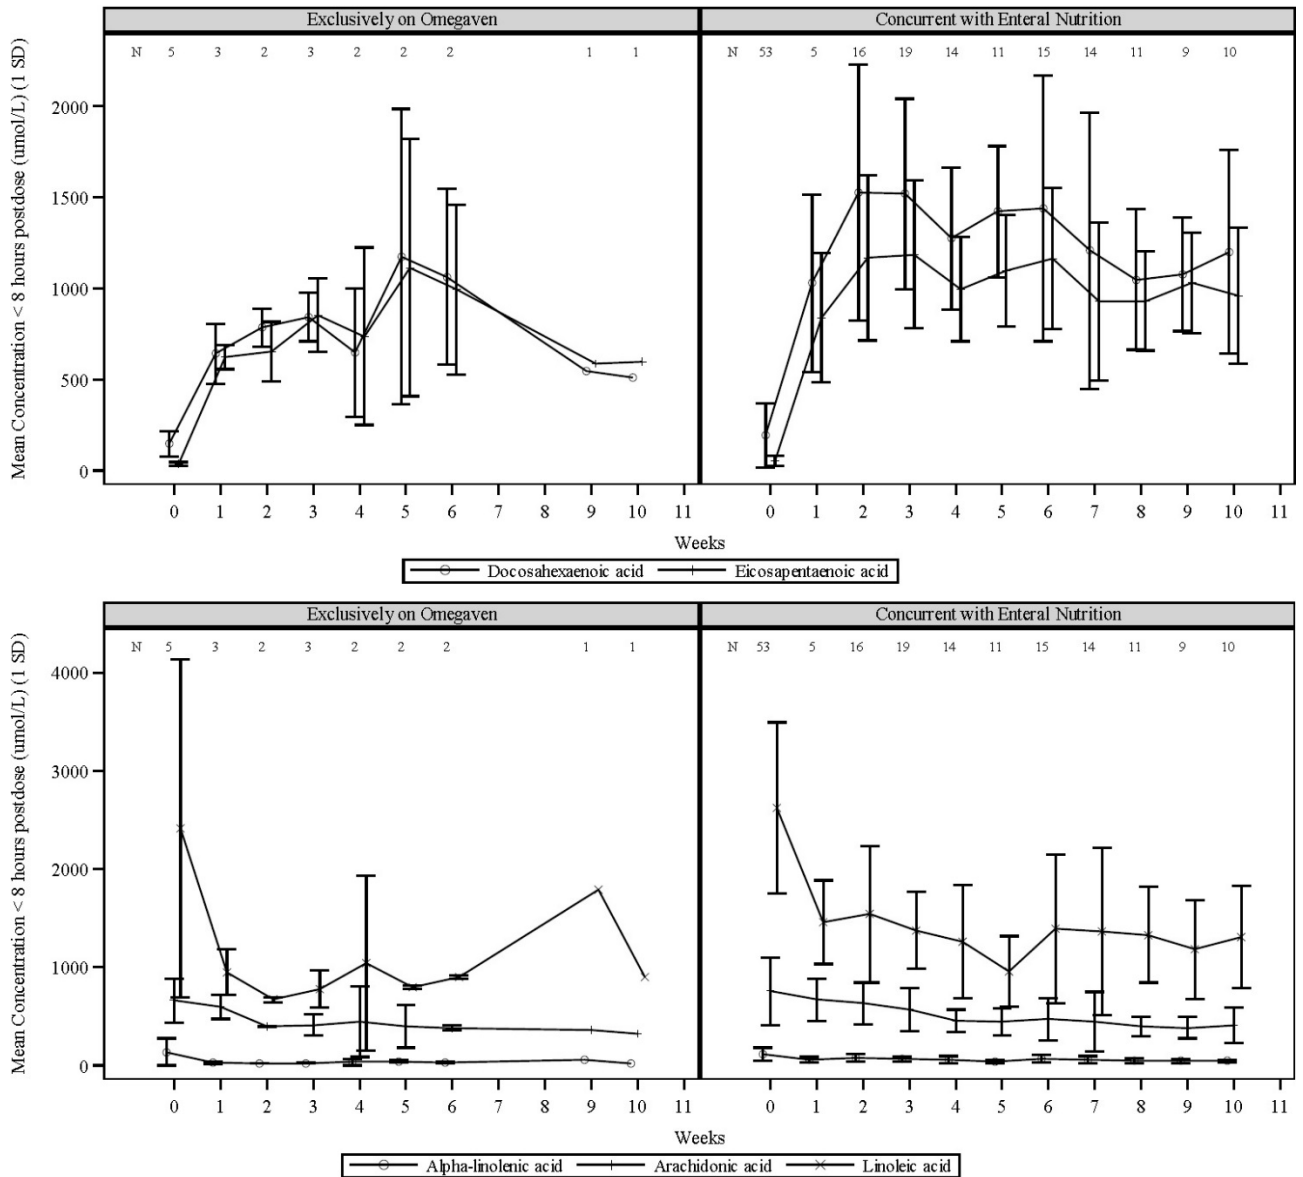 Exclusively on Omegaven
Concurrent with Enteral Nutrition
N 5 3 2 3 2 2 2 1 1
N 53 5 16 19 14 11 15 14 11 9 10
Mean Concentration < 8 hours postdose (umol/L) (1 SD)
2000
1500
1000
500
0
0 1 2 3 4 5 6 7 8 9 10 11
0 1 2 3 4 5 6 7 8 9 10 11
Weeks
Docosahexaenoic acid Eicosapentaenoic acid
Exclusively on Omegaven
Concurrent with Enteral Nutrition
N 5 3 2 3 2 2 2 1 1
N 53 5 16 19 14 11 15 14 11 9 10
Mean Concentration < 8 hours postdose (umol/L) (1 SD)
4000
3000
2000
1000
0
0 1 2 3 4 5 6 7 8 9 10 11
0 1 2 3 4 5 6 7 8 9 10 11
Weeks
Alpha-linolenic acid Arachidonic acid Linoleic acid